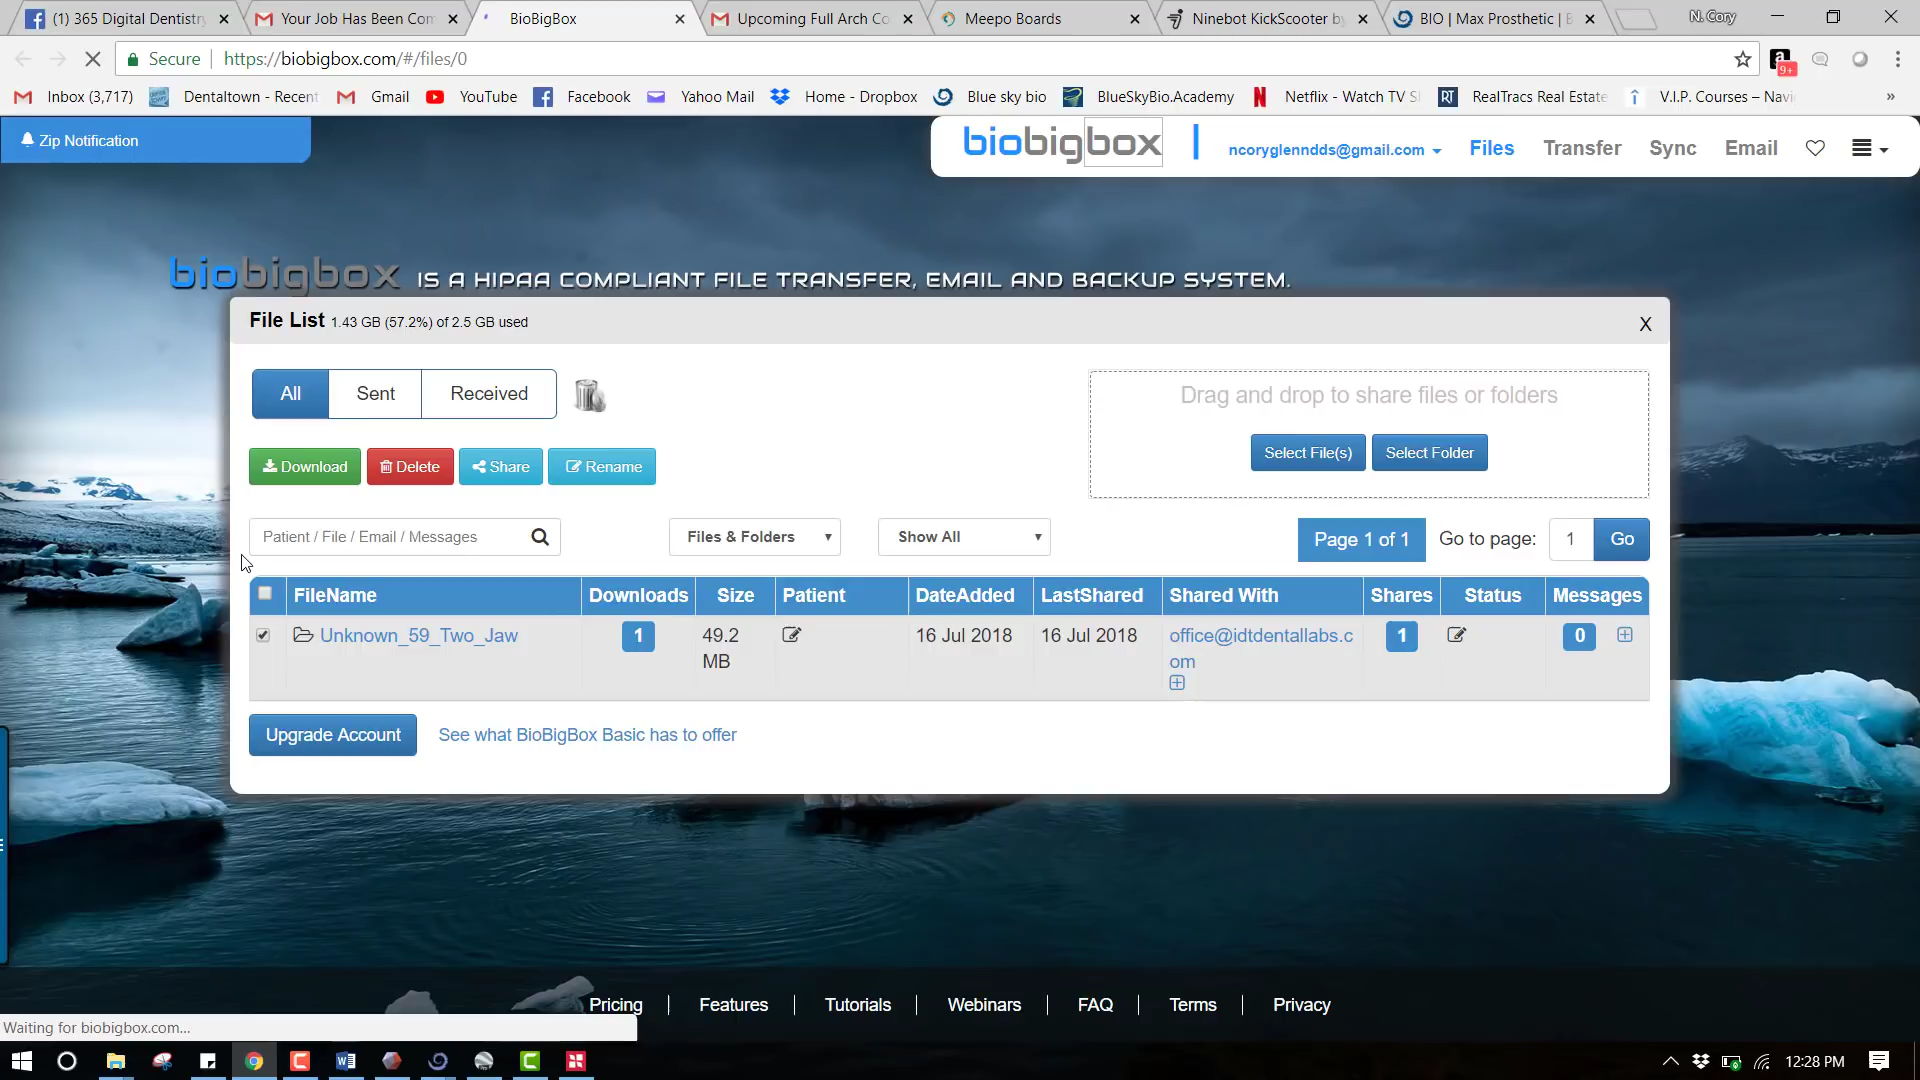 (1) 365 Digital Dentistry
Your Job Has Been Com
BioBigBox
Upcoming Full Arch Co
Meepo Boards
Ninebot KickScooter by
BIO | Max Prosthetic |
N. Cory
Secure
https://biobigbox.com/#/files/0
9+
Inbox (3,717)
Dentaltown - Recent
Gmail
YouTube
Facebook
Yahoo Mail
Home - Dropbox
Blue sky bio
BlueSkyBio.Academy
Netflix - Watch TV S
RealTracs Real Estate
V.I.P. Courses – Navi
»
Zip Notification
biobigbox
ncoryglenndds@gmail.com
Files
Transfer
Sync
Email
biobigbox IS A HIPAA COMPLIANT FILE TRANSFER, EMAIL AND BACKUP SYSTEM.
File List 1.43 GB (57.2%) of 2.5 GB used
X
All
Sent
Received
Drag and drop to share files or folders
Select File(s)
Select Folder
Download
Delete
Share
Rename
Patient / File / Email / Messages
Files & Folders
Show All
Page 1 of 1
Go to page:
1
Go
FileName
Downloads
Size
Patient
DateAdded
LastShared
Shared With
Shares
Status
Messages
Unknown_59_Two_Jaw
1
49.2 MB
16 Jul 2018
16 Jul 2018
office@idtdentallabs.com
1
0
Upgrade Account
See what BioBigBox Basic has to offer
Pricing
Features
Tutorials
Webinars
FAQ
Terms
Privacy
Waiting for biobigbox.com...
12:28 PM